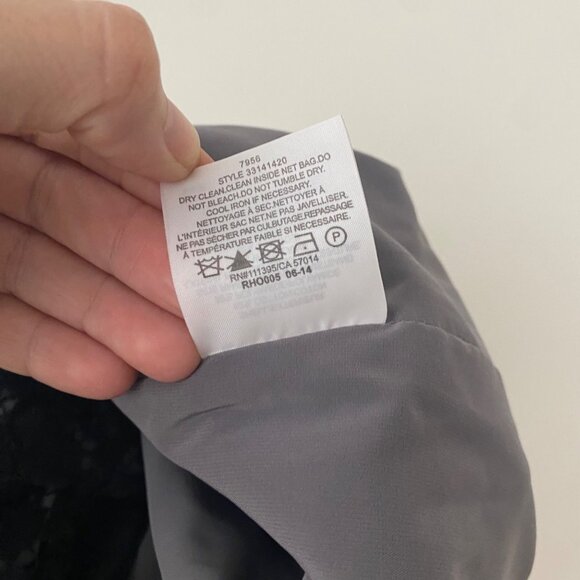 7956
STYLE 33141420
DRY CLEAN.CLEAN INSIDE NET BAG.DO
NOT BLEACH.DO NOT TUMBLE DRY.
COOL IRON IF NECESSARY.
NETTOYAGE À SEC.NETTOYER À
L'INTÉRIEUR SAC NET.NE PAS JAVELLISER.
NE PAS SÉCHER PAR CULBUTAGE.REPASSAGE
À TEMPÉRATURE FAIBLE SI NECESSAIRE.
P
RN#111395/CA 57014
RHO005 06-14